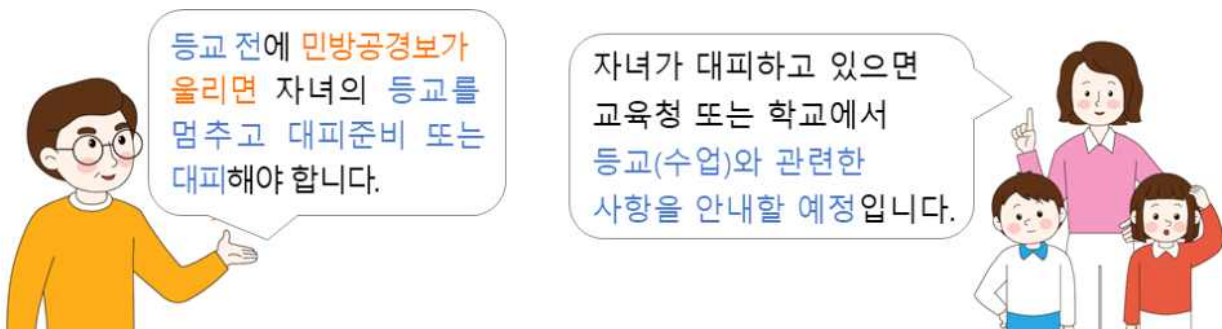 등교 전에 민방공경보가
울리면 자녀의 등교를
멈추고 대피준비 또는
대피해야 합니다.
자녀가 대피하고 있으면
교육청 또는 학교에서
등교(수업)와 관련한
사항을 안내할 예정입니다.